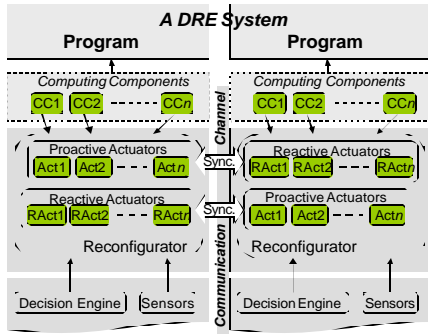 A DRE System
Program Program
Computing Components Computing Components
CC1 CC2 CCn CC1 CC2 CCn
Communication Channel
Proactive Actuators Reactive Actuators
Act1 Act2 Actn Sync. RAct1 RAct2 RActn
Reactive Actuators Proactive Actuators
RAct1 RAct2 RActn Sync. Act1 Act2 Actn
Reconfigurator Reconfigurator
Decision Engine Sensors Decision Engine Sensors